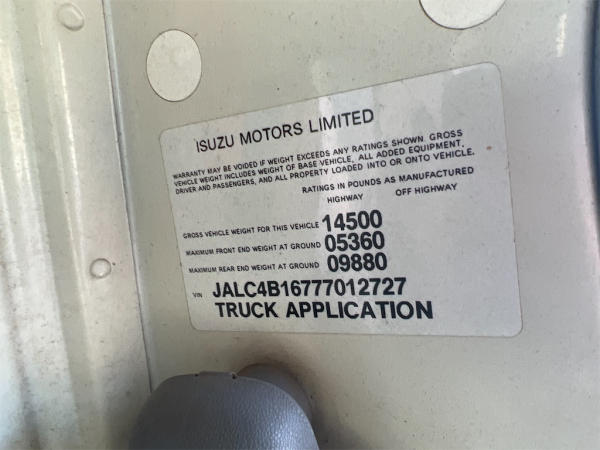 ISUZU MOTORS LIMITED
WARRANTY MAY BE VOIDED IF WEIGHT EXCEEDS ANY RATINGS SHOWN. GROSS
VEHICLE WEIGHT INCLUDES WEIGHT OF BASE VEHICLE, ALL ADDED EQUIPMENT,
DRIVER AND PASSENGERS, AND ALL PROPERTY LOADED INTO OR ONTO VEHICLE.
RATINGS IN POUNDS AS MANUFACTURED
HIGHWAY OFF HIGHWAY
GROSS VEHICLE WEIGHT FOR THIS VEHICLE 14500
MAXIMUM FRONT END WEIGHT AT GROUND 05360
MAXIMUM REAR END WEIGHT AT GROUND 09880
VIN JALC4B16777012727
TRUCK APPLICATION